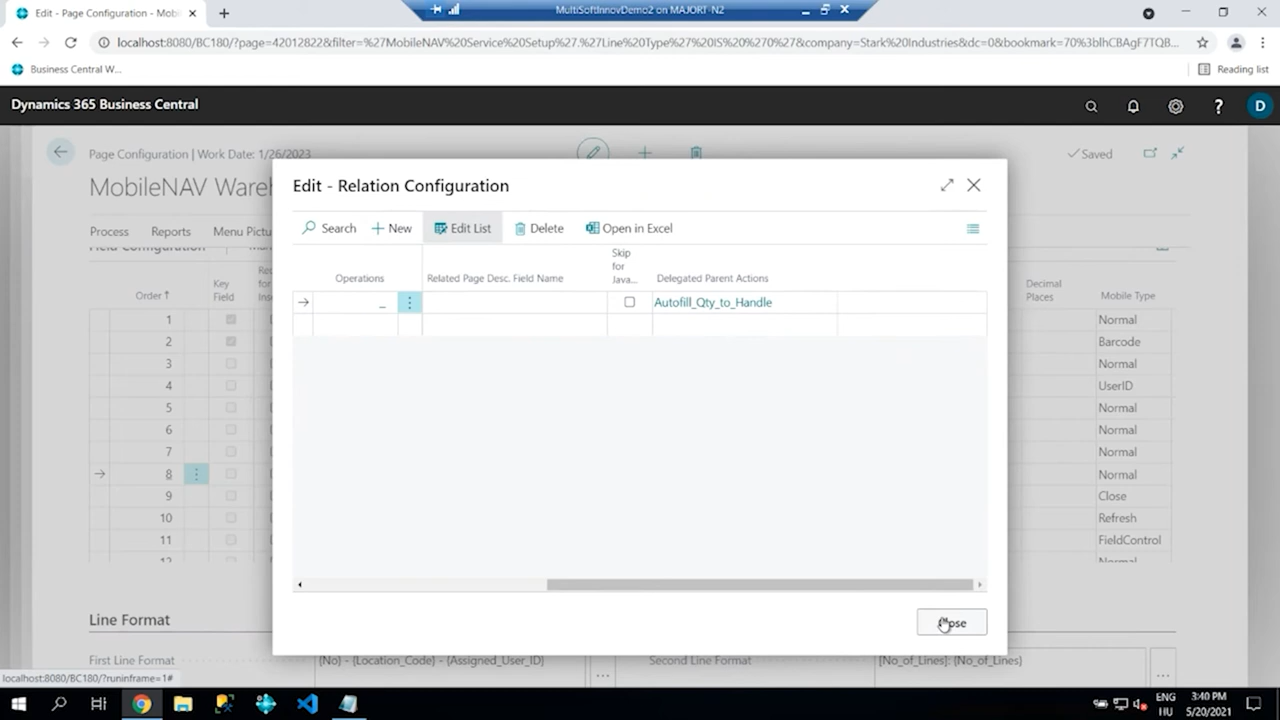 Edit - Page Configuration - Mobi
MultiSoftInnovDemo2 on MAJORT-N2
localhost:8080/BC180/?page=42012822&filter=%27MobileNAV%20Service%20Setup%27.%27Line%20Type%27%20IS%20%270%27&company=Stark%20Industries&dc=0&bookmark=70%3blhCBAgF7TQB...
Business Central W...
Reading list
Dynamics 365 Business Central
?
D
Page Configuration | Work Date: 1/26/2023
Saved
MobileNAV Wareh
Process Reports Menu Pictu
Edit - Relation Configuration
Search New Edit List Delete Open in Excel
Operations Related Page Desc. Field Name Skip for Java... Delegated Parent Actions
_ Autofill_Qty_to_Handle
Close
Field Configuration
Order↑ Key Field Res for Inse Decimal Places Mobile Type
1 Normal
2 Barcode
3 Normal
4 UserID
5 Normal
6 Normal
7 Normal
8 Normal
9 Close
10 Refresh
11 FieldControl
12 Normal
Line Format
First Line Format {No} - {Location_Code} - {Assigned_User_ID} Second Line Format [No_of_Lines]: {No_of_Lines}
localhost:8080/BC180/?runinframe=1#
ENG
HU
3:40 PM
5/20/2021